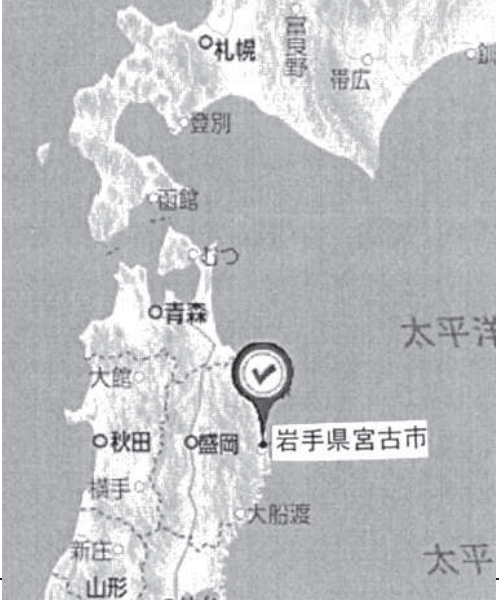 札幌
富良野
帯広
釧
登別
函館
むつ
青森
太平洋
大館
秋田
盛岡
岩手県宮古市
横手
大船渡
新庄
太平
山形